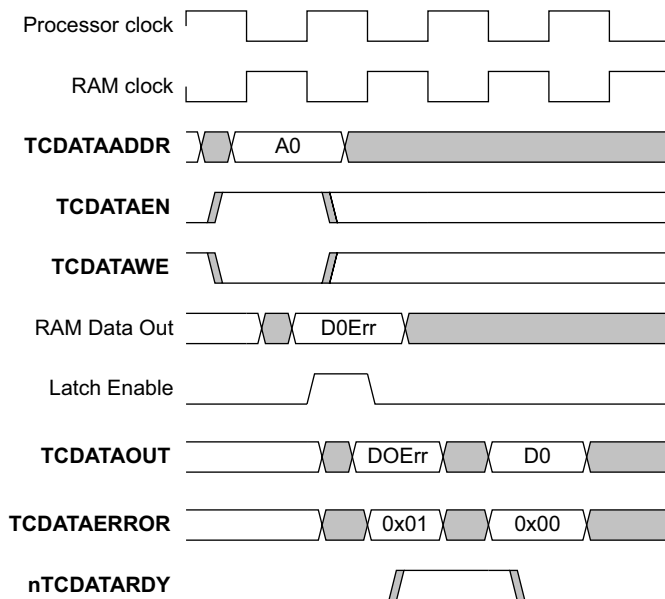 Processor clock
RAM clock
TCDATAADDR A0
TCDATAEN
TCDATAWE
RAM Data Out D0Err
Latch Enable
TCDATAOUT DOErr D0
TCDATAERROR 0x01 0x00
nTCDATARDY